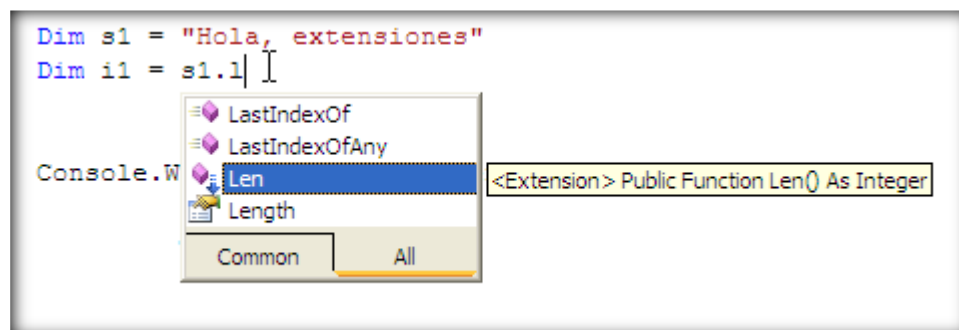 Dim s1 = "Hola, extensiones"
Dim i1 = s1.l
LastIndexOf
LastIndexOfAny
Console.W
Len
<Extension> Public Function Len() As Integer
Length
Common
All